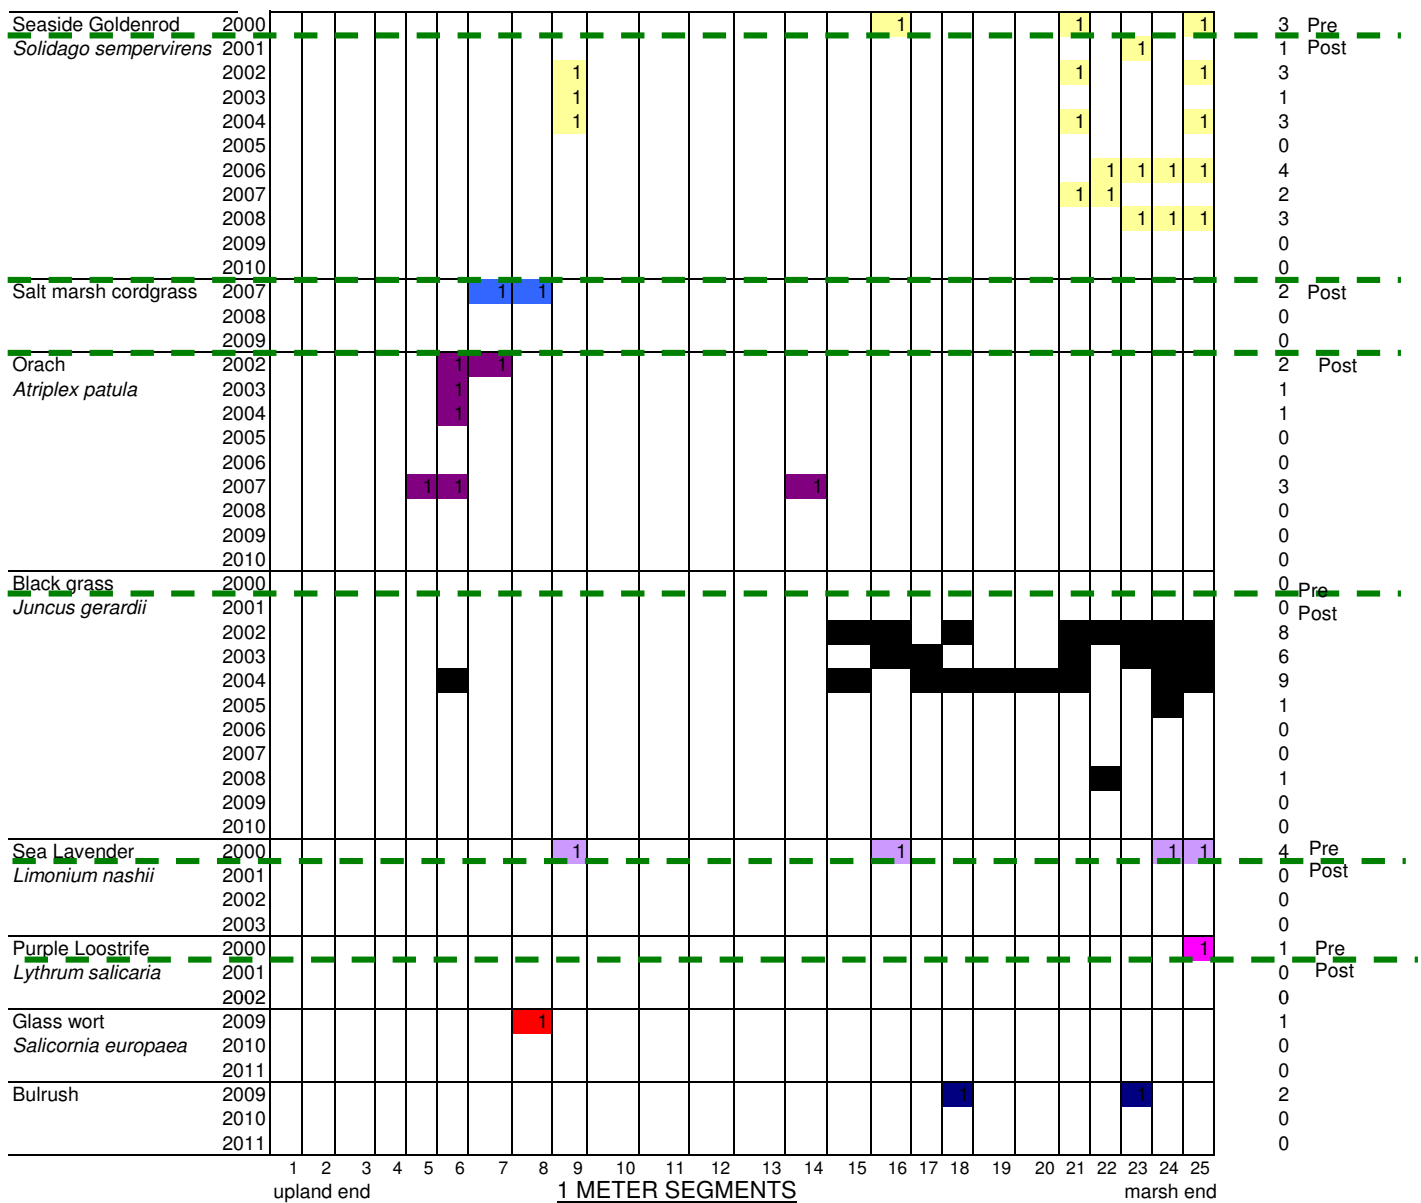 Seaside Goldenrod 2000 1 1 1 3 Pre
Solidago sempervirens 2001 1 1 Post
2002 1 1 1 3
2003 1 1
2004 1 1 1 3
2005 0
2006 1 1 1 1 4
2007 1 1 2
2008 1 1 1 3
2009 0
2010 0
Salt marsh cordgrass 2007 1 1 2 Post
2008 0
2009 0
Orach 2002 1 1 2 Post
Atriplex patula 2003 1 1
2004 1 1
2005 0
2006 0
2007 1 1 1 3
2008 0
2009 0
2010 0
Black grass 2000 0 Pre
Juncus gerardii 2001 0 Post
2002 8
2003 6
2004 9
2005 1
2006 0
2007 0
2008 1
2009 0
2010 0
Sea Lavender 2000 1 1 1 1 4 Pre
Limonium nashii 2001 0 Post
2002 0
2003 0
Purple Loostrife 2000 1 1 Pre
Lythrum salicaria 2001 0 Post
2002 0
Glass wort 2009 1 1
Salicornia europaea 2010 0
2011 0
Bulrush 2009 1 1 2
2010 0
2011 0
1 2 3 4 5 6 7 8 9 10 11 12 13 14 15 16 17 18 19 20 21 22 23 24 25
upland end 1 METER SEGMENTS marsh end